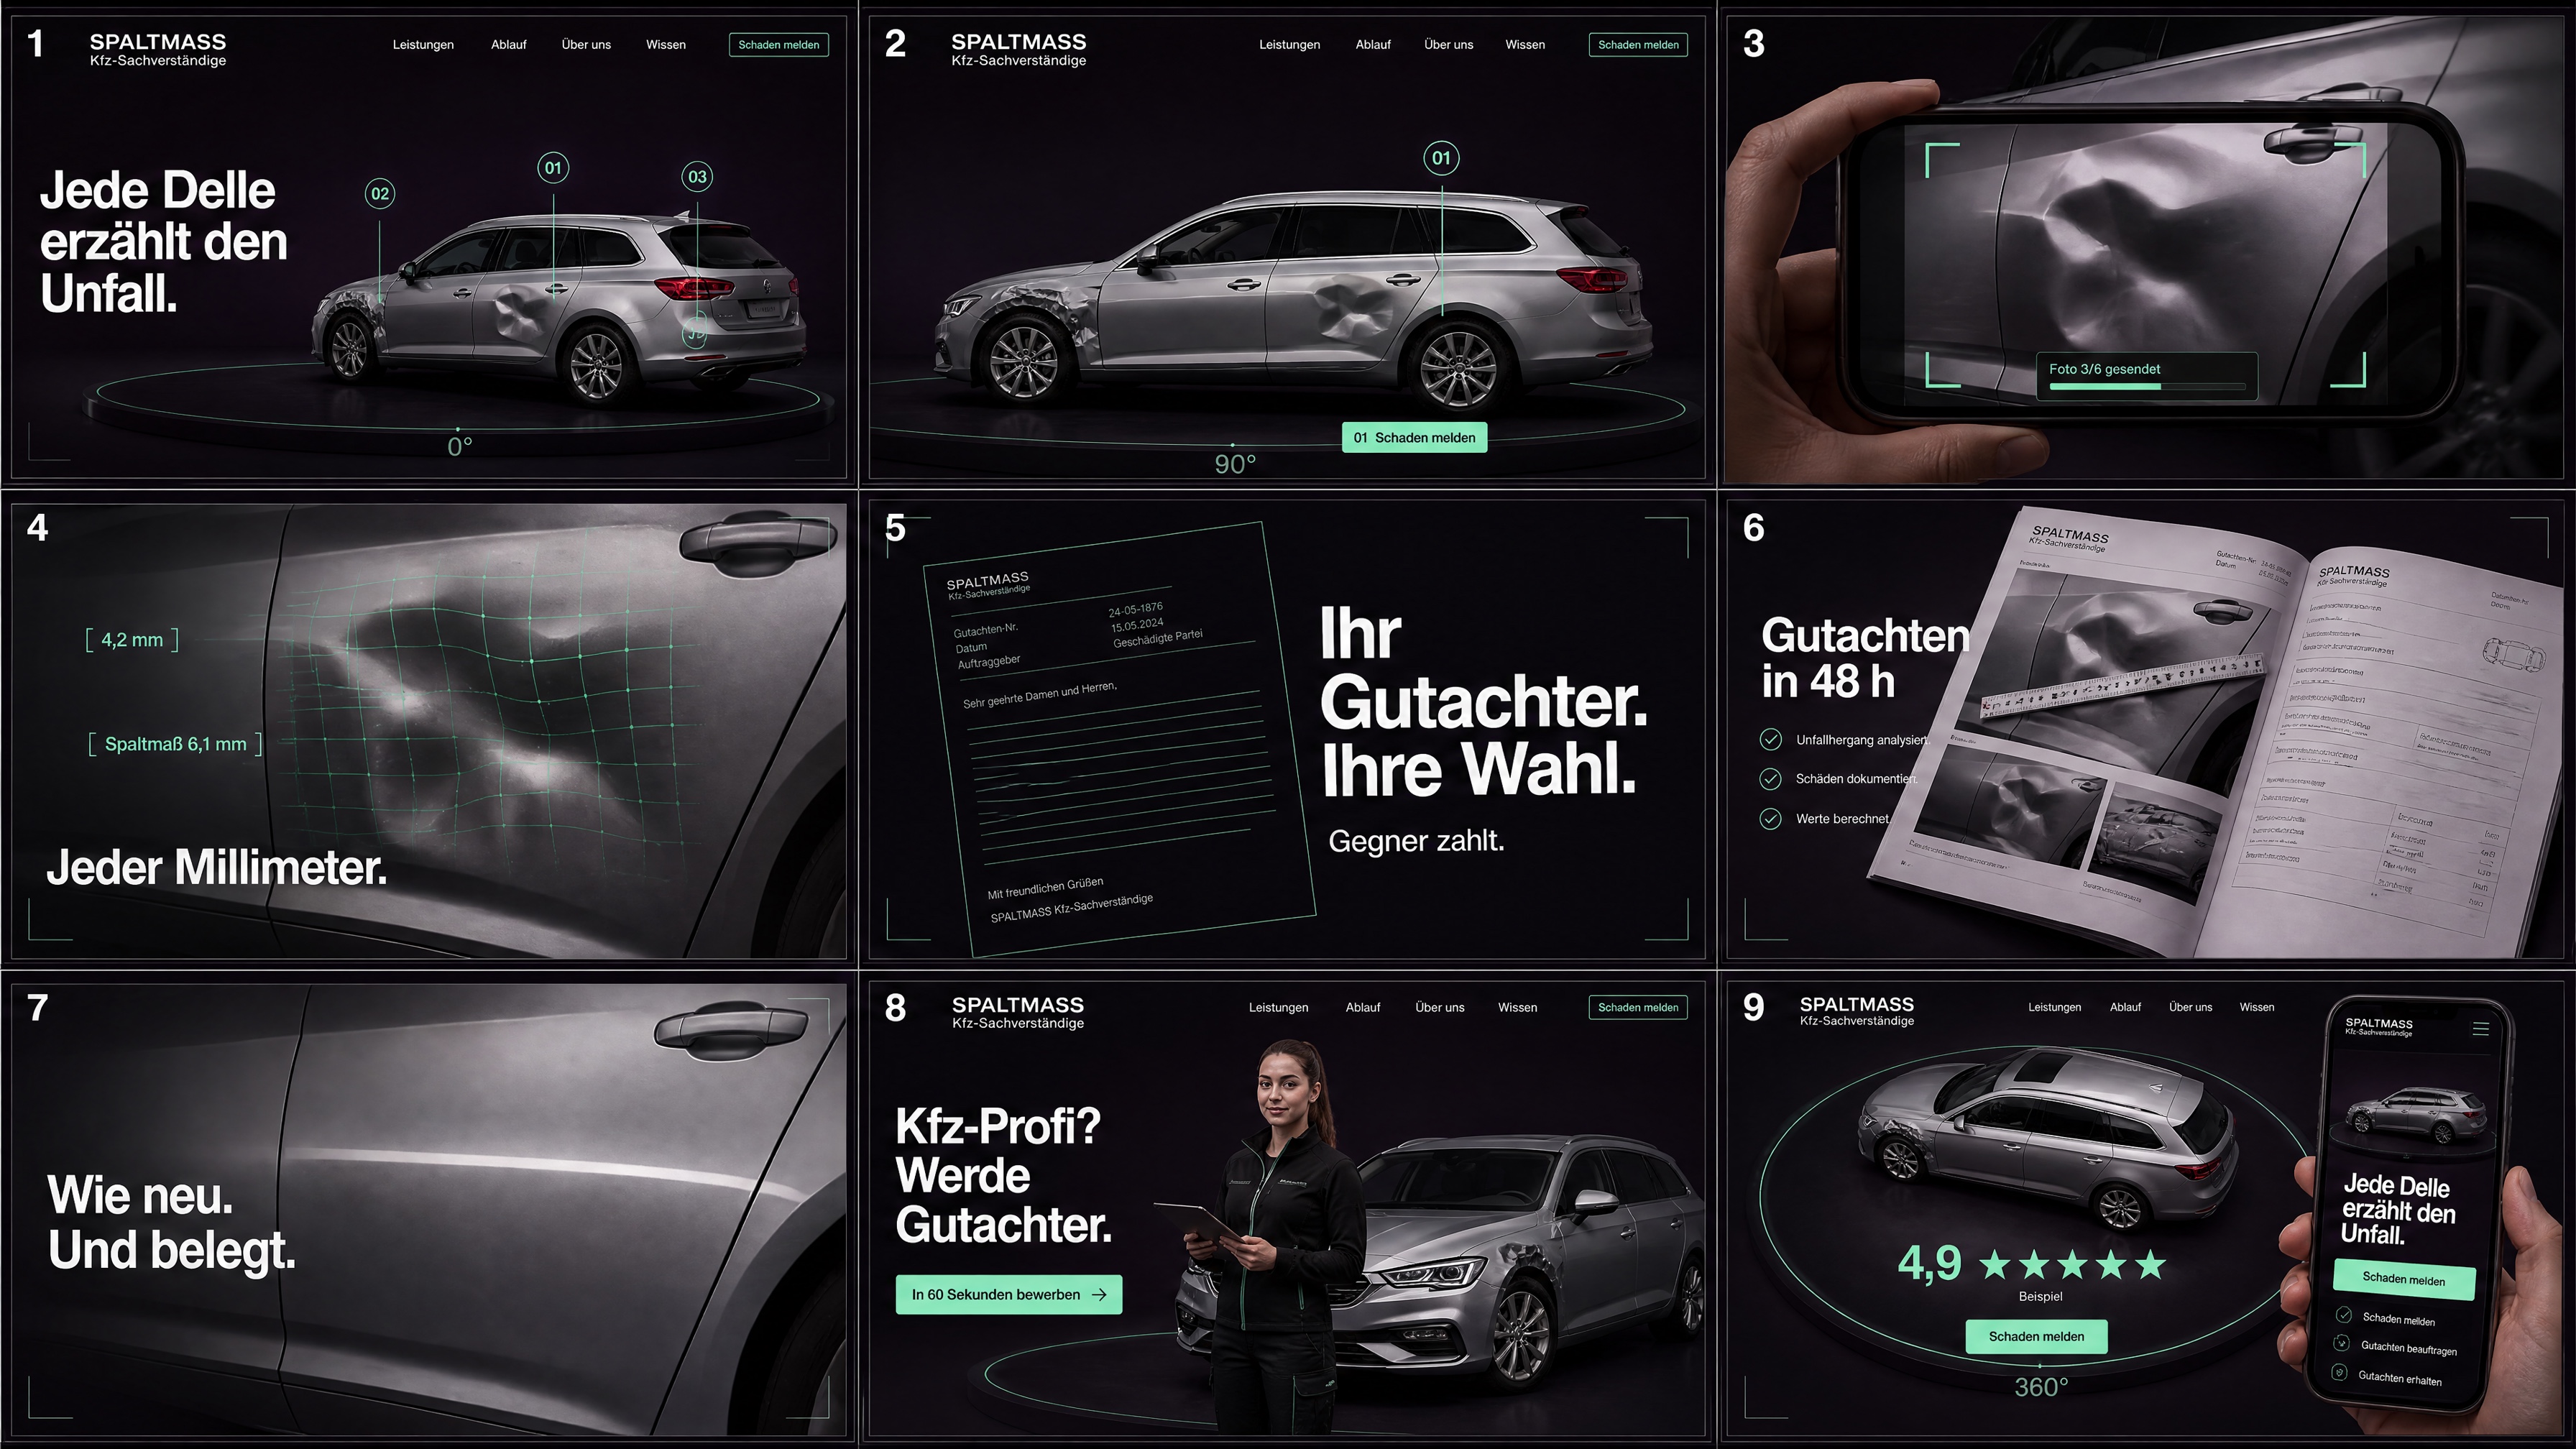 1
SPALTMASS
Kfz-Sachverständige
Leistungen
Ablauf
Über uns
Wissen
Schaden melden
Jede Delle
erzählt den
Unfall.
02
01
03
0°
2
SPALTMASS
Kfz-Sachverständige
Leistungen
Ablauf
Über uns
Wissen
Schaden melden
01
01 Schaden melden
90°
3
Foto 3/6 gesendet
4
[ 4,2 mm ]
[ Spaltmaß 6,1 mm ]
Jeder Millimeter.
5
SPALTMASS
Kfz-Sachverständige
Gutachten-Nr. 24-05-1876
Datum 15.05.2024
Auftraggeber Geschädigte Partei
Sehr geehrte Damen und Herren,
Mit freundlichen Grüßen
SPALTMASS Kfz-Sachverständige
Ihr
Gutachter.
Ihre Wahl.
Gegner zahlt.
6
Gutachten
in 48 h
Unfallhergang analysiert.
Schäden dokumentiert.
Werte berechnet.
SPALTMASS
Kfz-Sachverständige
Gutachten-Nr.
Datum
SPALTMASS
Kfz-Sachverständige
7
Wie neu.
Und belegt.
8
SPALTMASS
Kfz-Sachverständige
Leistungen
Ablauf
Über uns
Wissen
Schaden melden
Kfz-Profi?
Werde
Gutachter.
In 60 Sekunden bewerben →
9
SPALTMASS
Kfz-Sachverständige
Leistungen
Ablauf
Über uns
Wissen
4,9 ★★★★★
Beispiel
Schaden melden
360°
SPALTMASS
Kfz-Sachverständige
Jede Delle
erzählt den
Unfall.
Schaden melden
Schaden mellden
Gutachten beauftragen
Gutachten erhalten